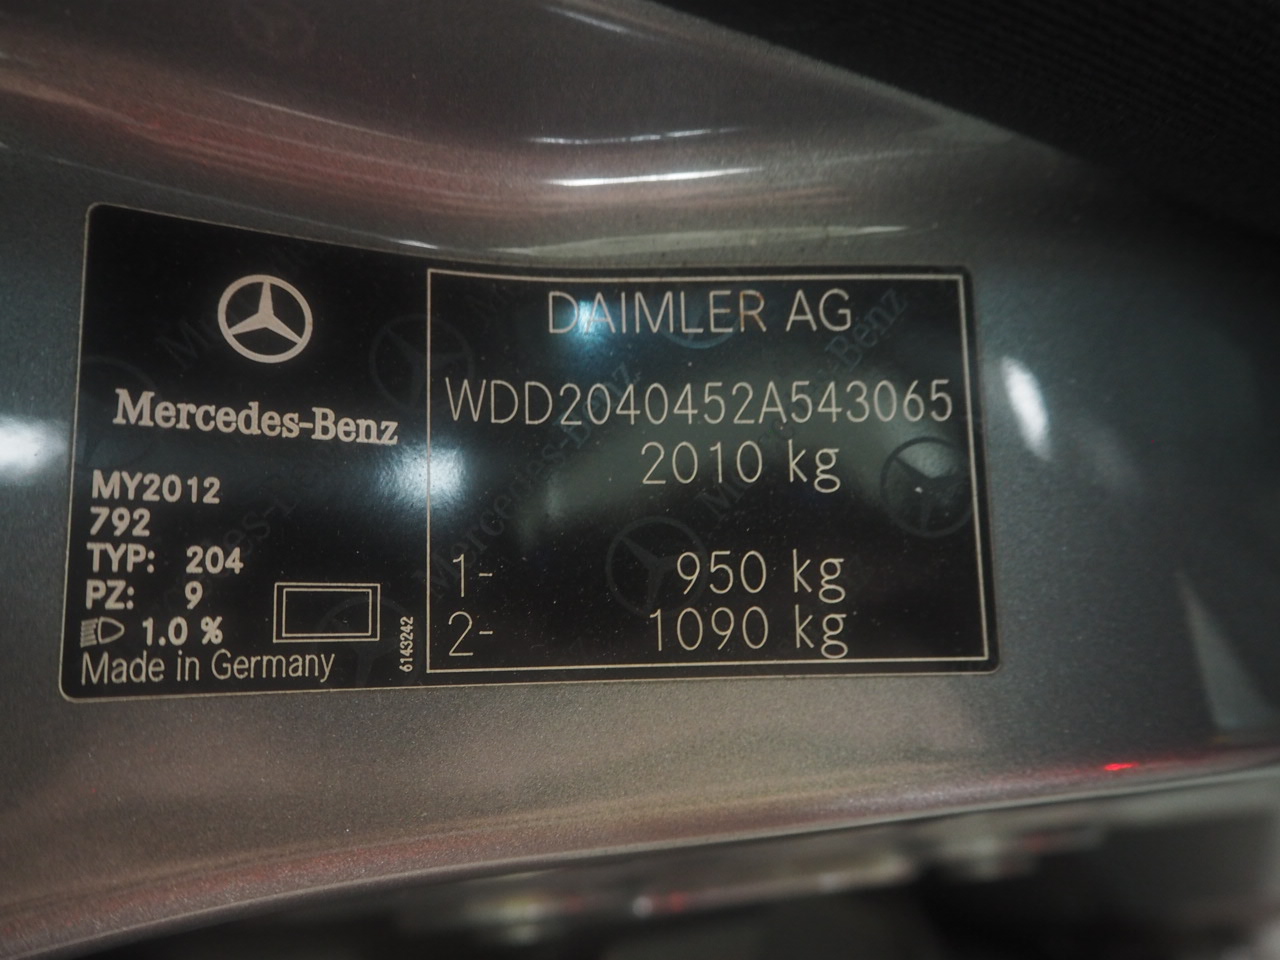 Mercedes-Benz
MY2012
792
TYP: 204
PZ: 9
1.0 %
Made in Germany
6143242
DAIMLER AG
WDD2040452A543065
2010 kg
1- 950 kg
2- 1090 kg